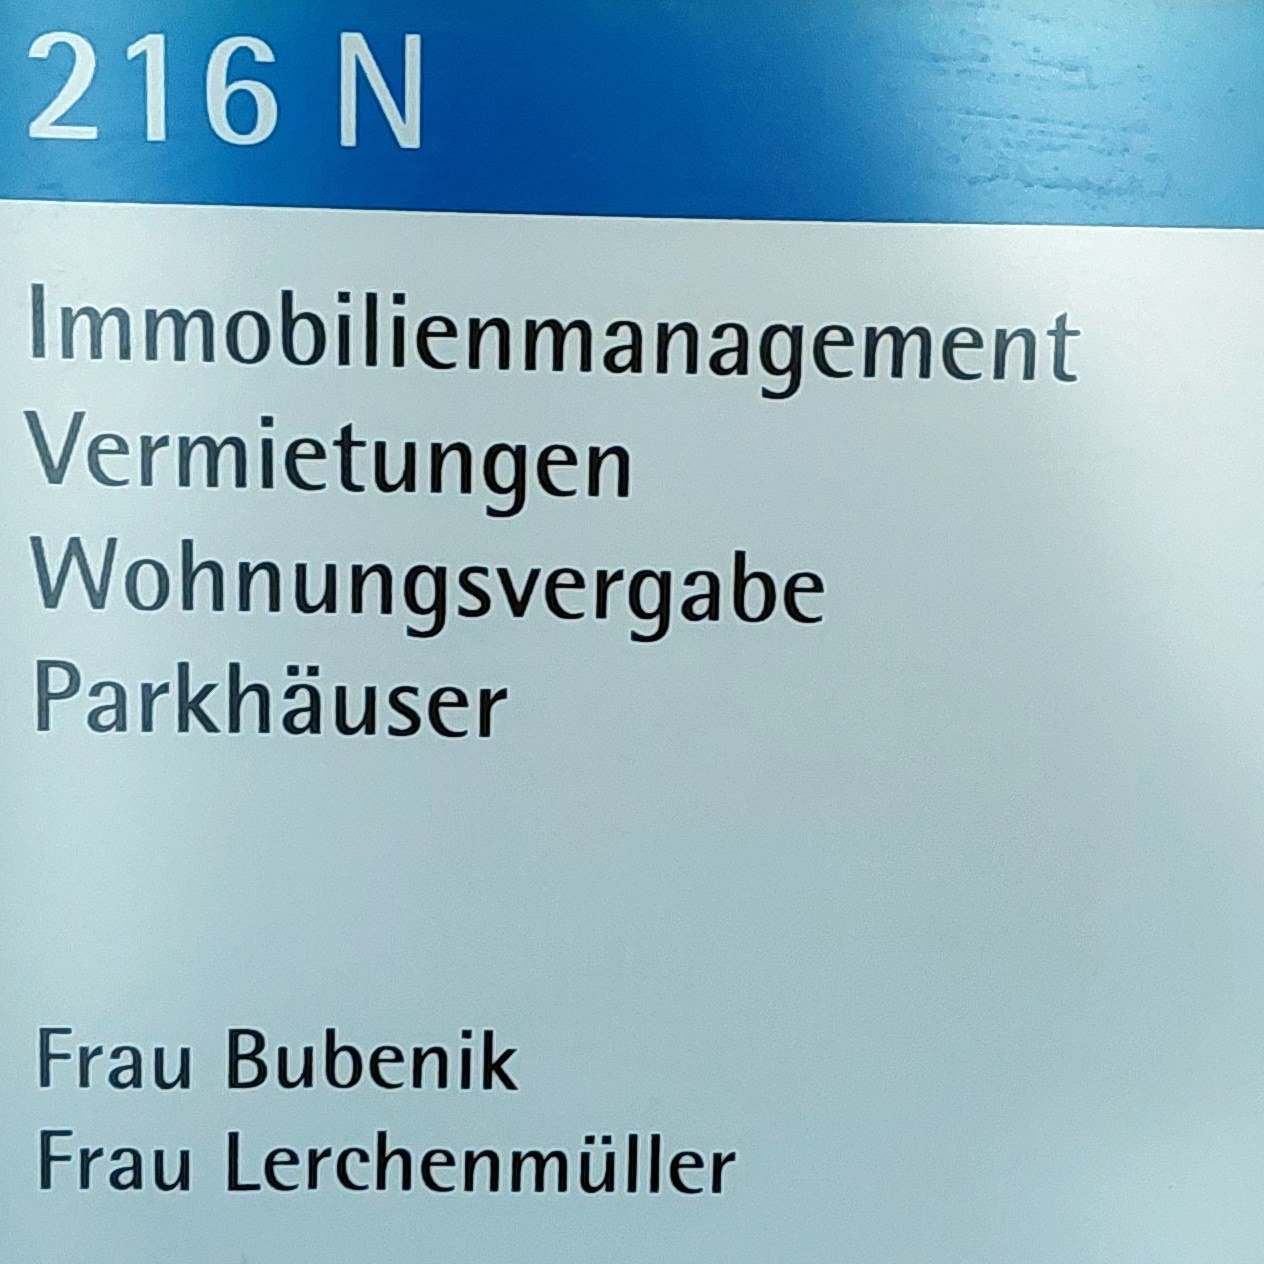 216 N
Immobilienmanagement
Vermietungen
Wohnungsvergabe
Parkhäuser
Frau Bubenik
Frau Lerchenmüller